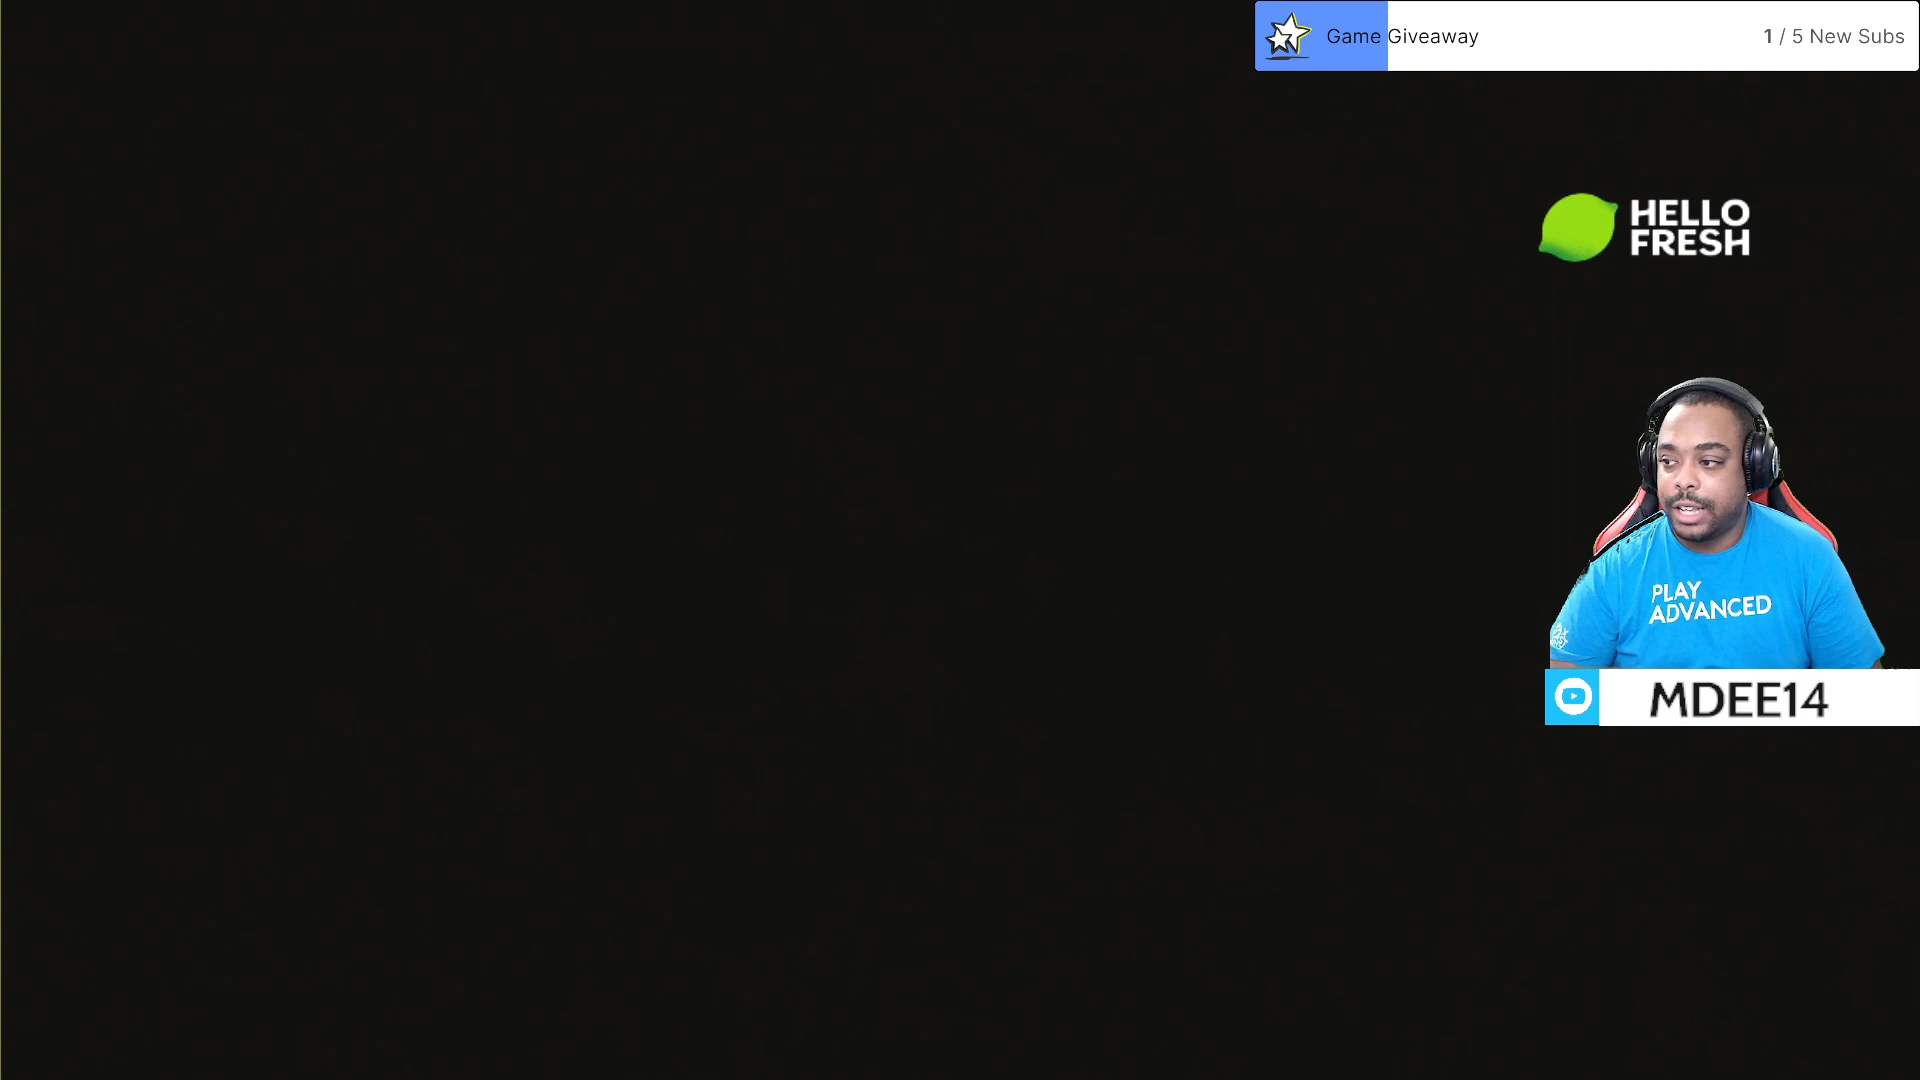 Game Giveaway
1 / 5 New Subs
HELLO
FRESH
PLAY
ADVANCED
MDEE14